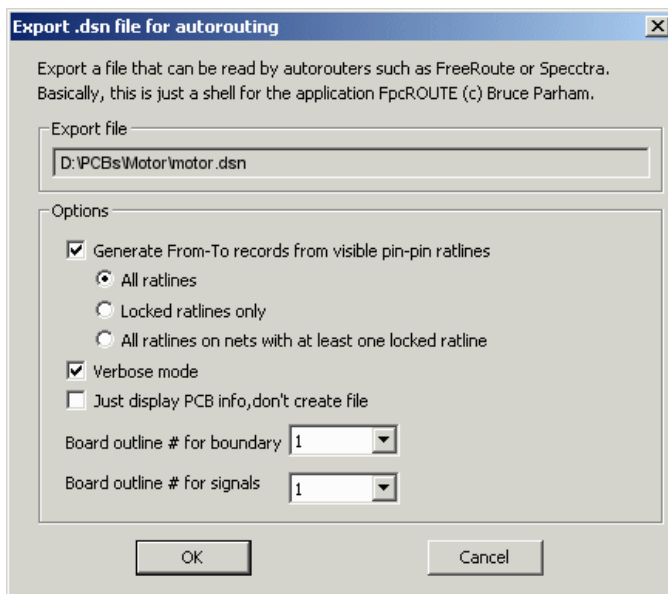 Export .dsn file for autorouting
Export a file that can be read by autorouters such as FreeRoute or Specctra.
Basically, this is just a shell for the application FpcROUTE (c) Bruce Parham.
Export file
D:\PCBs\Motor\motor.dsn
Options
Generate From-To records from visible pin-pin ratlines
All ratlines
Locked ratlines only
All ratlines on nets with at least one locked ratline
Verbose mode
Just display PCB info,don't create file
Board outline # for boundary 1
Board outline # for signals 1
OK Cancel